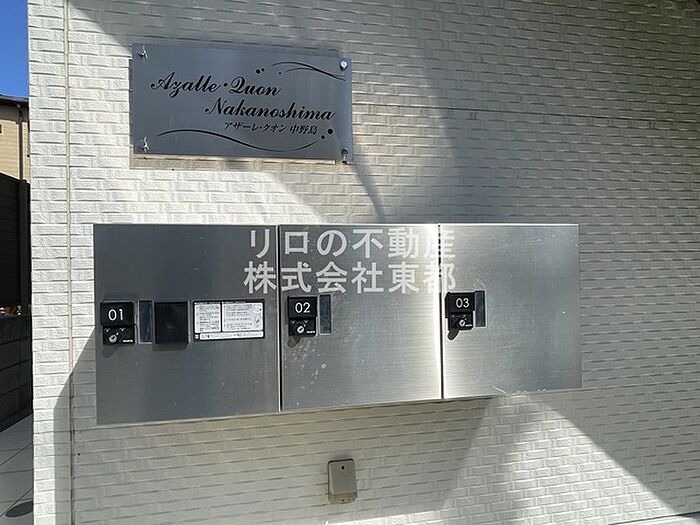 Azalle・Quon
Nakanoshima
アザーレ・クオン 中野島
リロの不動産
株式会社東都
01
02
03